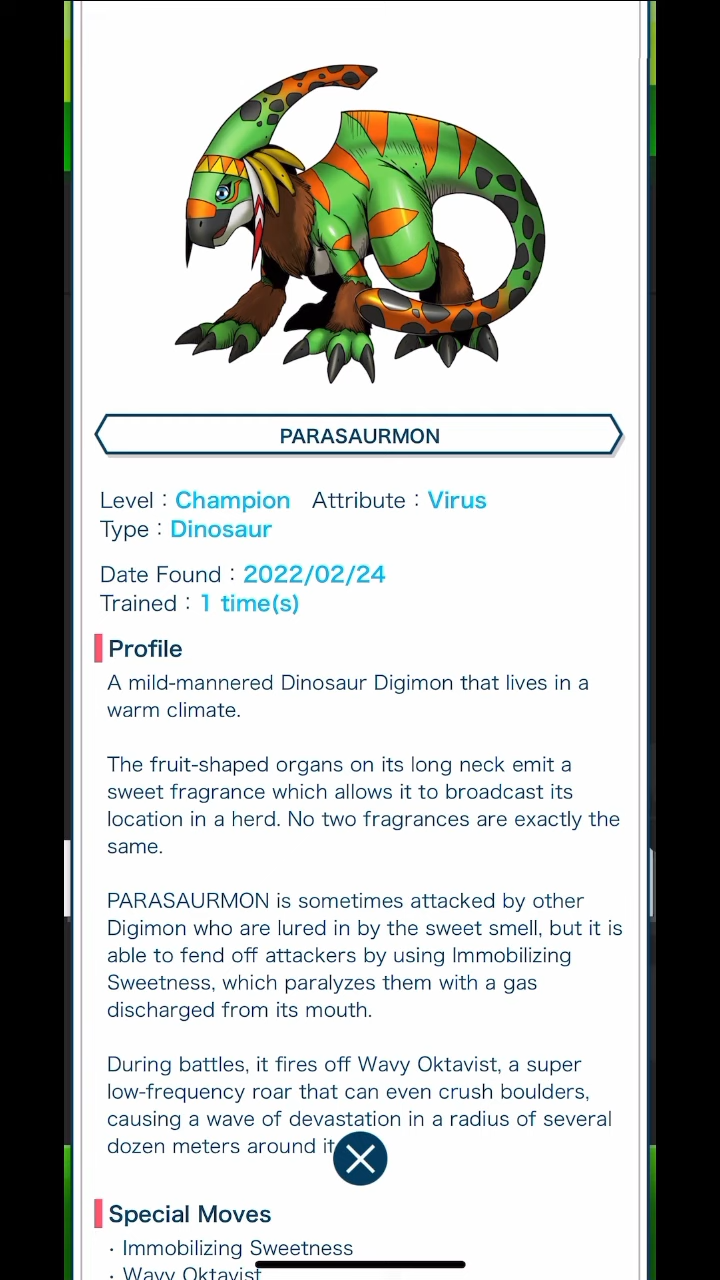 PARASAURMON
Level : Champion Attribute : Virus
Type : Dinosaur
Date Found : 2022/02/24
Trained : 1 time(s)
Profile
A mild-mannered Dinosaur Digimon that lives in a
warm climate.
The fruit-shaped organs on its long neck emit a
sweet fragrance which allows it to broadcast its
location in a herd. No two fragrances are exactly the
same.
PARASAURMON is sometimes attacked by other
Digimon who are lured in by the sweet smell, but it is
able to fend off attackers by using Immobilizing
Sweetness, which paralyzes them with a gas
discharged from its mouth.
During battles, it fires off Wavy Oktavist, a super
low-frequency roar that can even crush boulders,
causing a wave of devastation in a radius of several
dozen meters around it
Special Moves
· Immobilizing Sweetness
· Wavy Oktavist